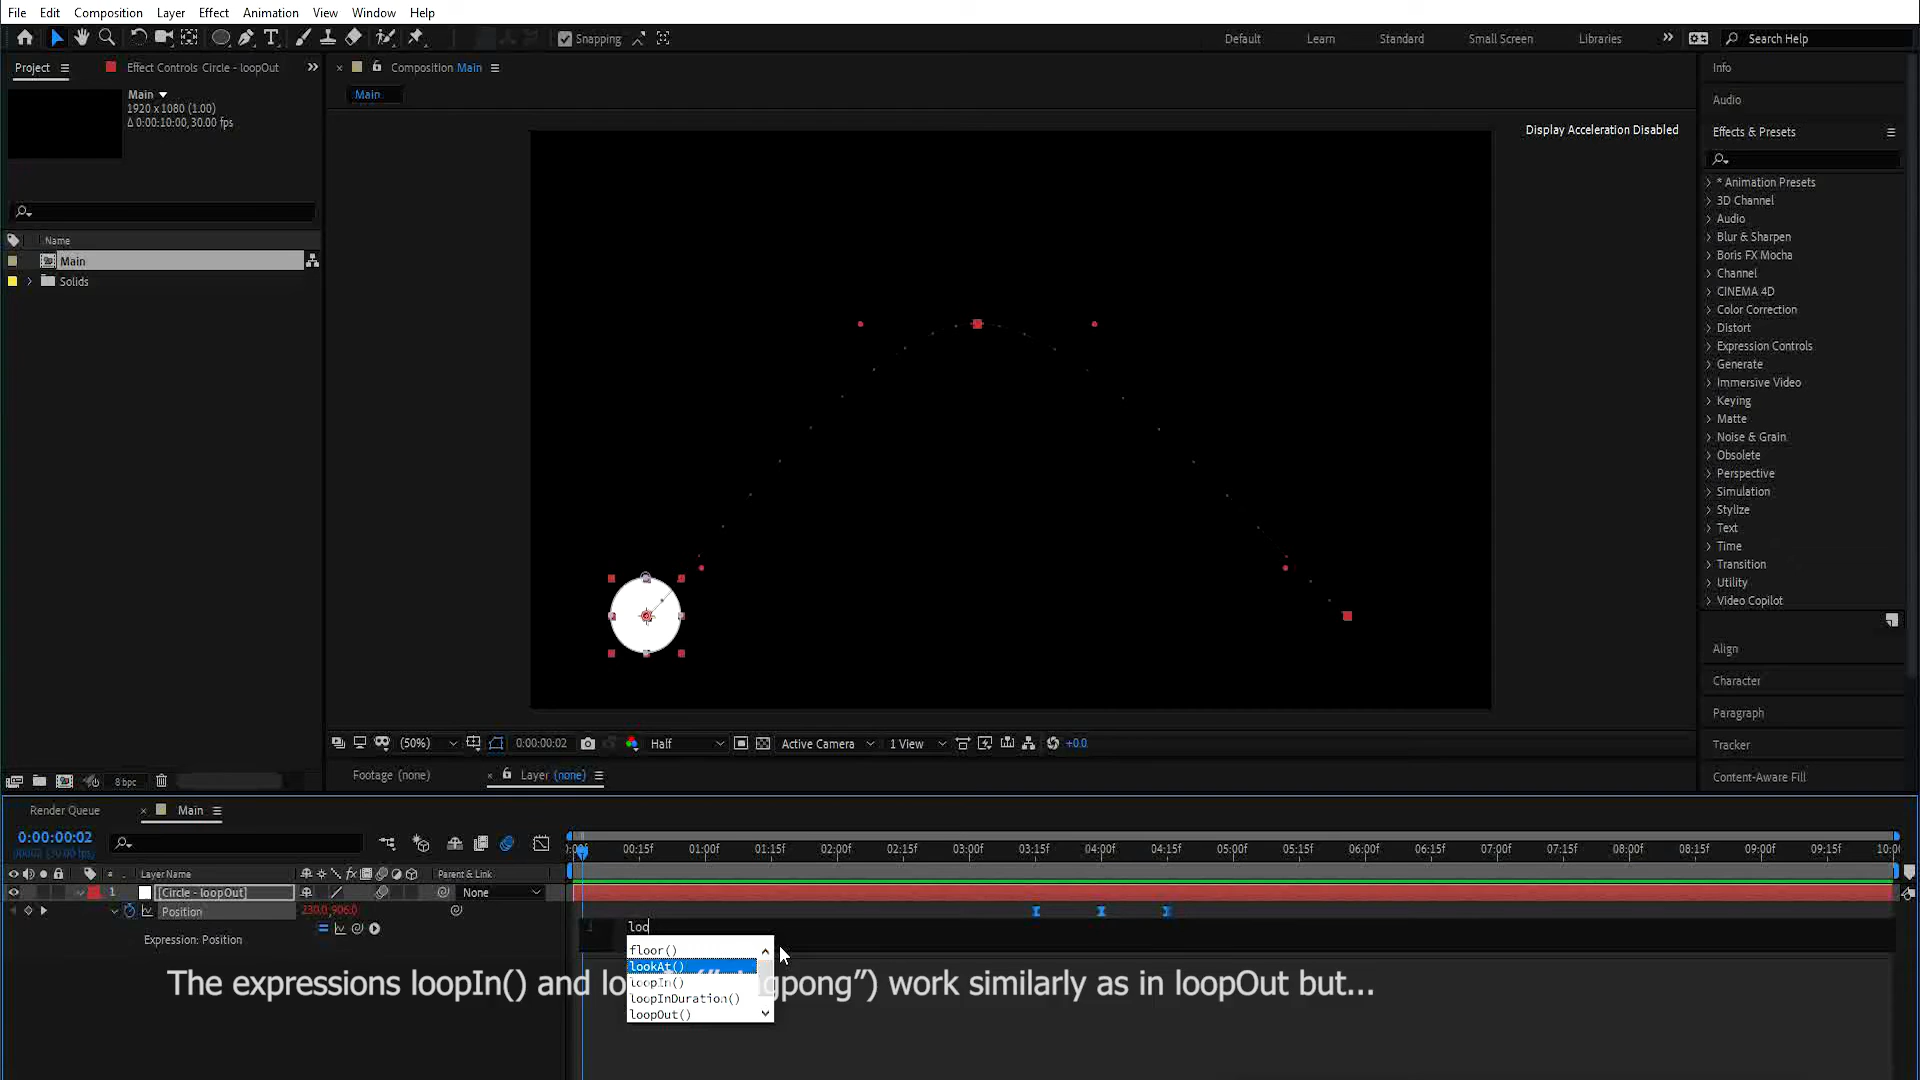 File Edit Composition Layer Effect Animation View Window Help
Snapping Default Learn Standard Small Screen Libraries Search Help
Project Effect Controls Circle - loopOut Composition Main Info
Main
Main
1920 x 1080 (1.00)
Δ 0:00:10:00, 30.00 fps
Audio
Display Acceleration Disabled
Effects & Presets
* Animation Presets
3D Channel
Audio
Blur & Sharpen
Boris FX Mocha
Channel
CINEMA 4D
Color Correction
Distort
Expression Controls
Generate
Immersive Video
Keying
Matte
Noise & Grain
Obsolete
Perspective
Simulation
Stylize
Text
Time
Transition
Utility
Video Copilot
Name
Main
Solids
Align
Character
Paragraph
Tracker
Content-Aware Fill
(50%) 0:00:00:02 Half Active Camera 1 View +0.0
8 bpc
Footage (none) Layer (none)
Render Queue Main
0:00:00:02
00:15f 01:00f 01:15f 02:00f 02:15f 03:00f 03:15f 04:00f 04:15f 05:00f 05:15f 06:00f 06:15f 07:00f 07:15f 08:00f 08:15f 09:00f 09:15f 10:00
# Layer Name fx Parent & Link
1 [Circle - loopOut] None
Position 230.0,906.0
Expression: Position
1 loo
floor()
lookAt()
loopIn()
loopInDuration()
loopOut()
The expressions loopIn() and lo gpong”) work similarly as in loopOut but...